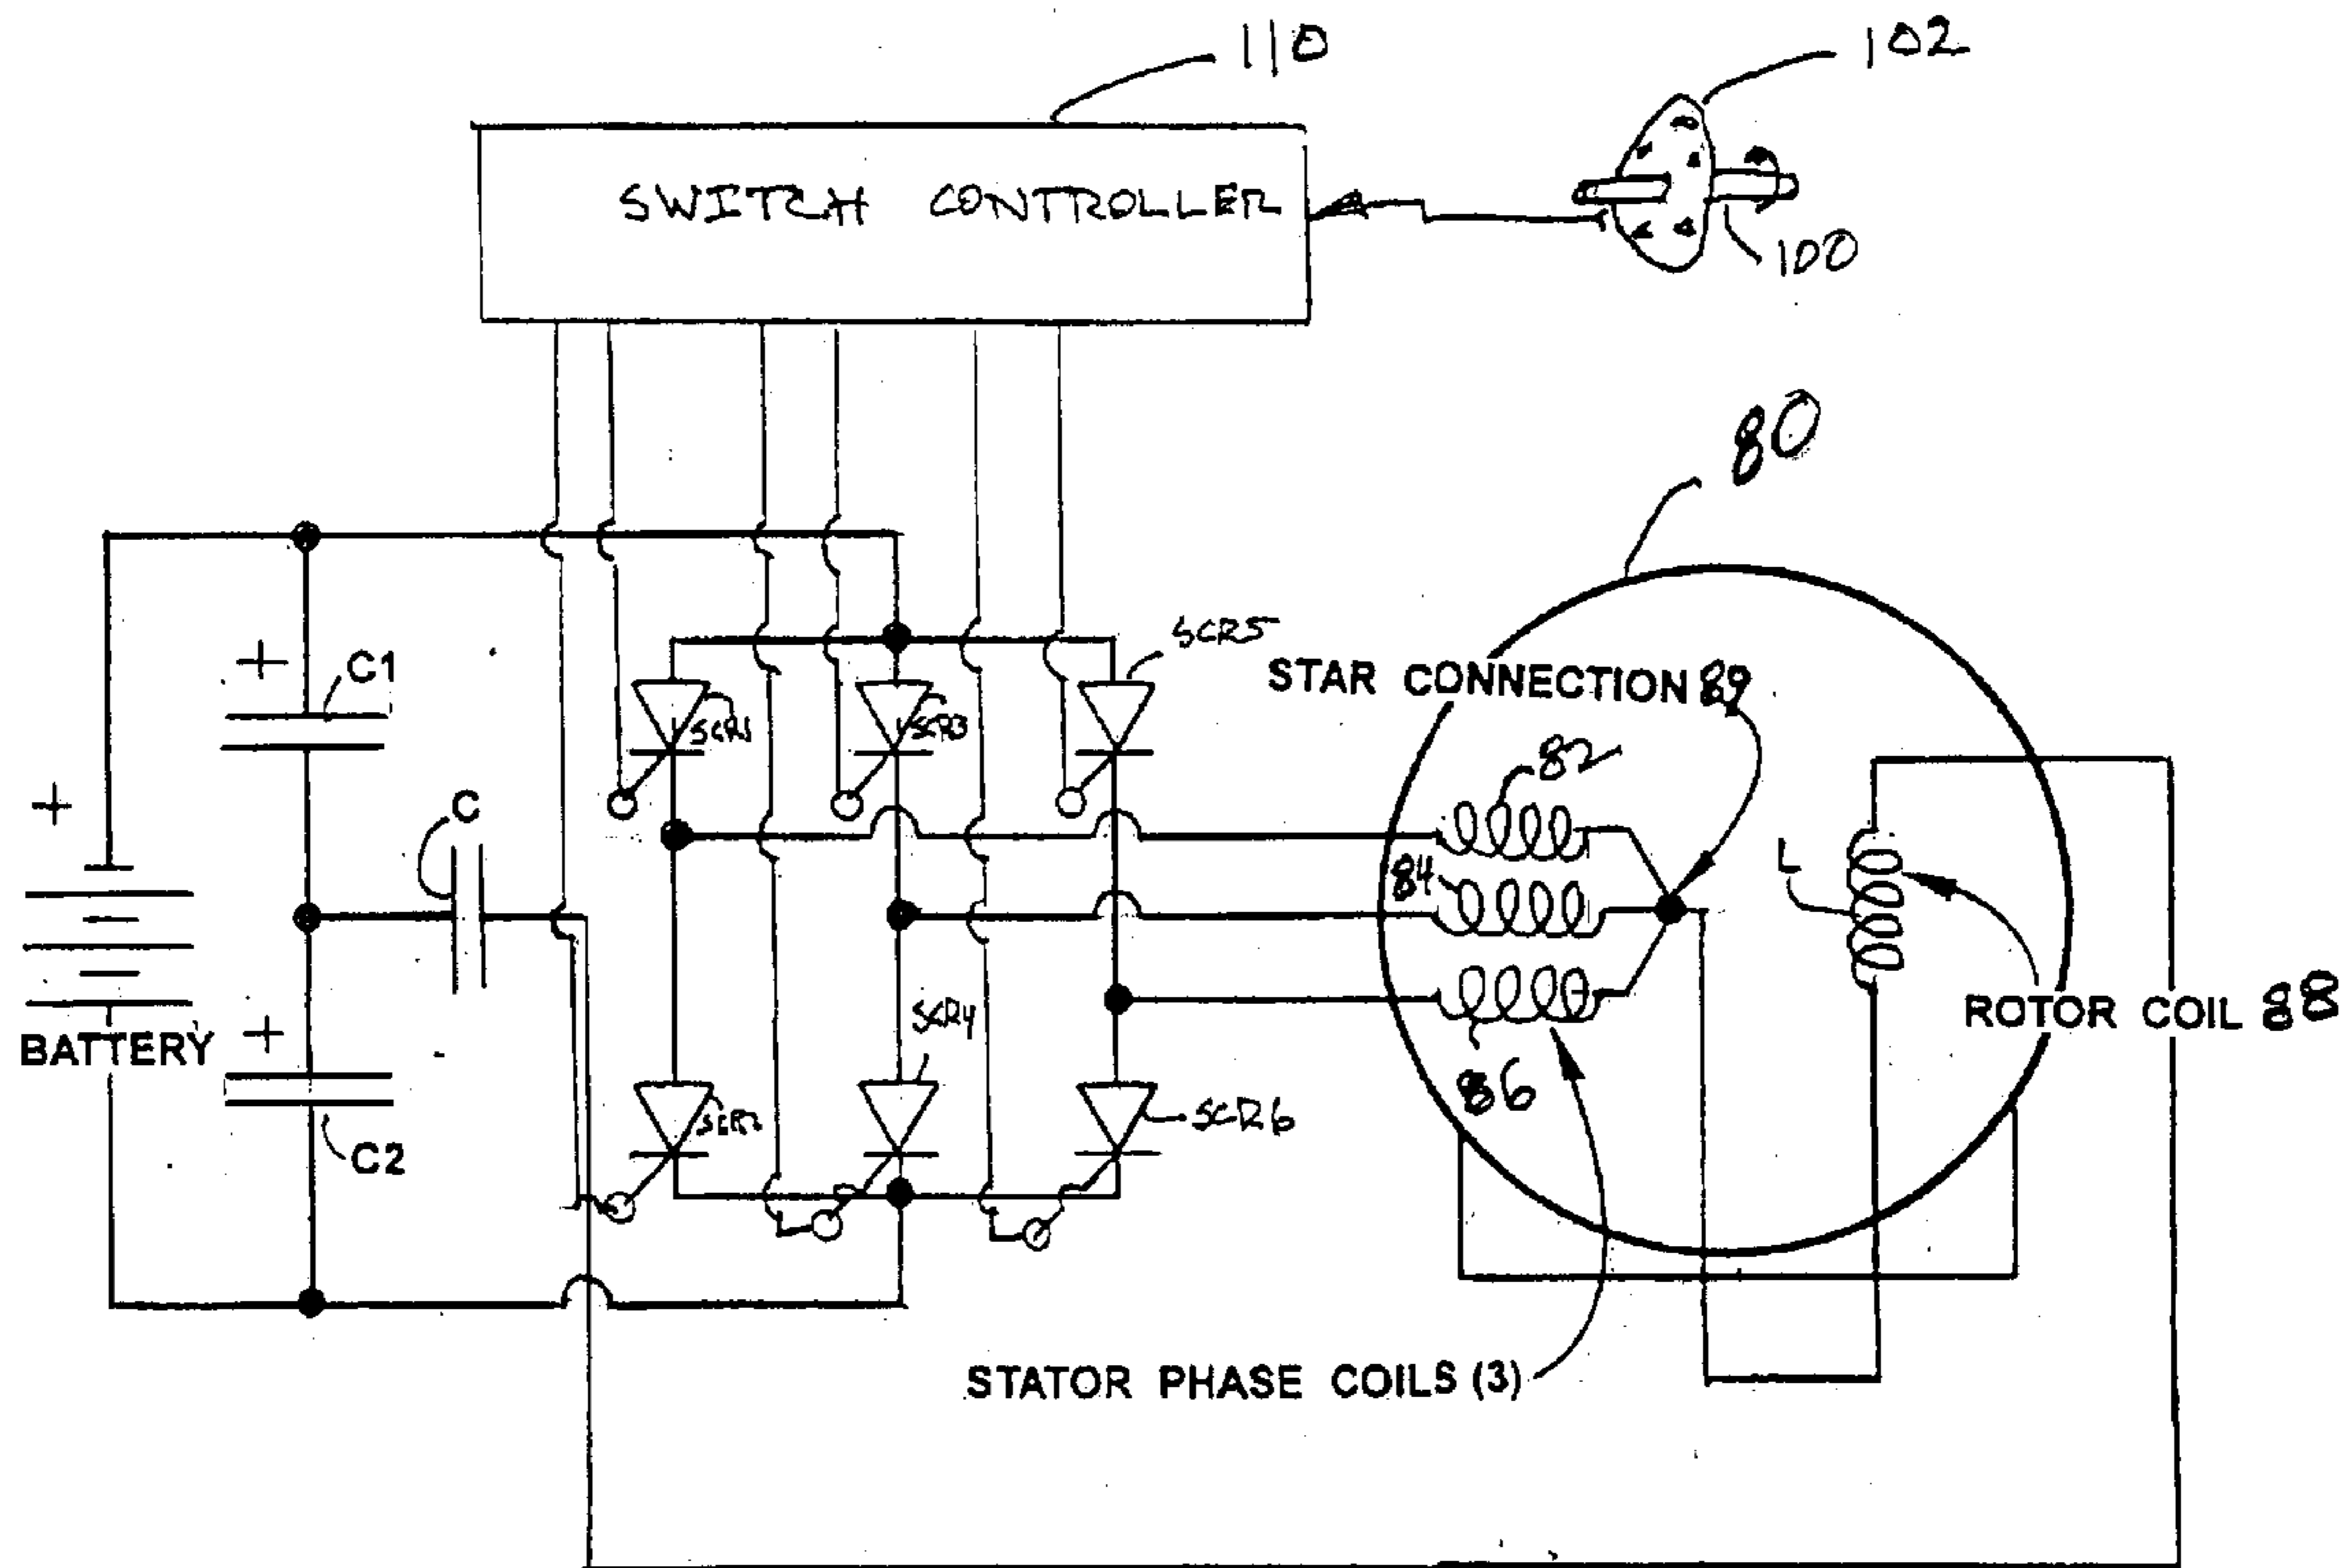 110
102
SWITCH CONTROLLER
100
80
SCR5
STAR CONNECTION 89
+
C1
SCR1
SCR3
82
+
C
84
L
ROTOR COIL 88
SCR4
+
BATTERY
86
SCR2
SCR6
C2
STATOR PHASE COILS (3)